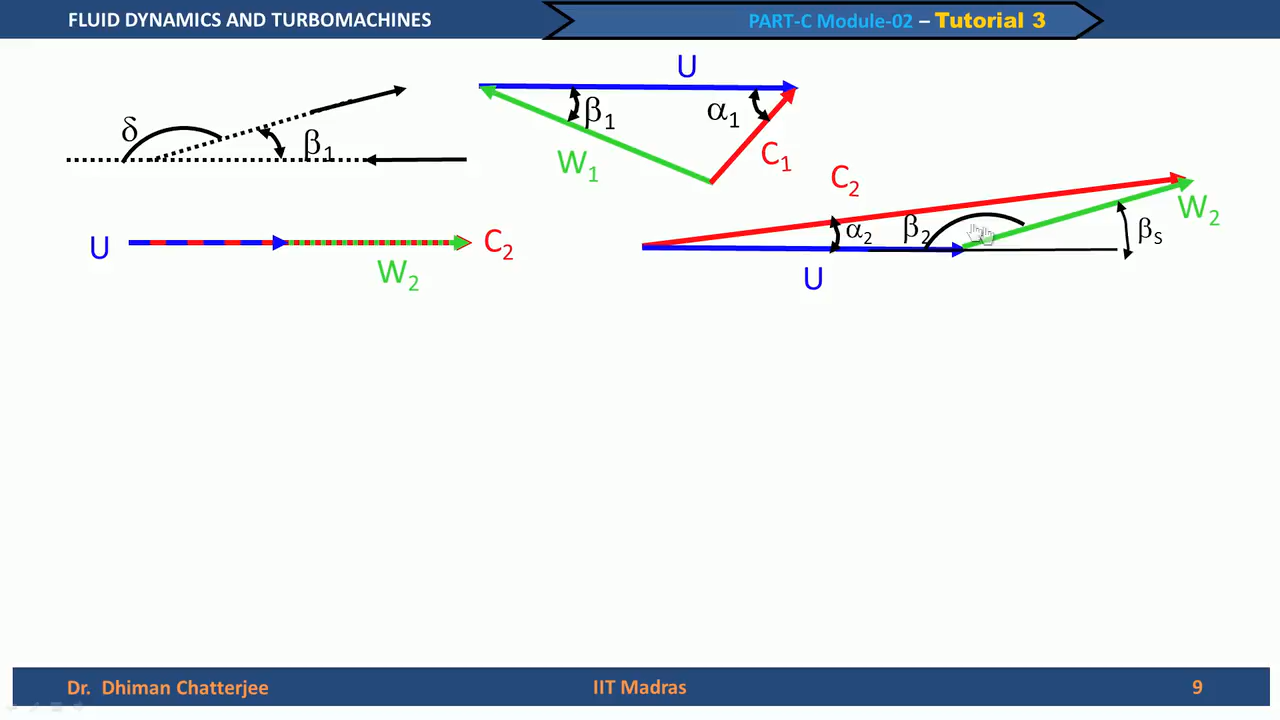 FLUID DYNAMICS AND TURBOMACHINES
PART-C Module-02 – Tutorial 3
U
δ
β1
β1
α1
W1
C1
C2
W2
U
C2
W2
α2
β2
βS
U
Dr. Dhiman Chatterjee
IIT Madras
9